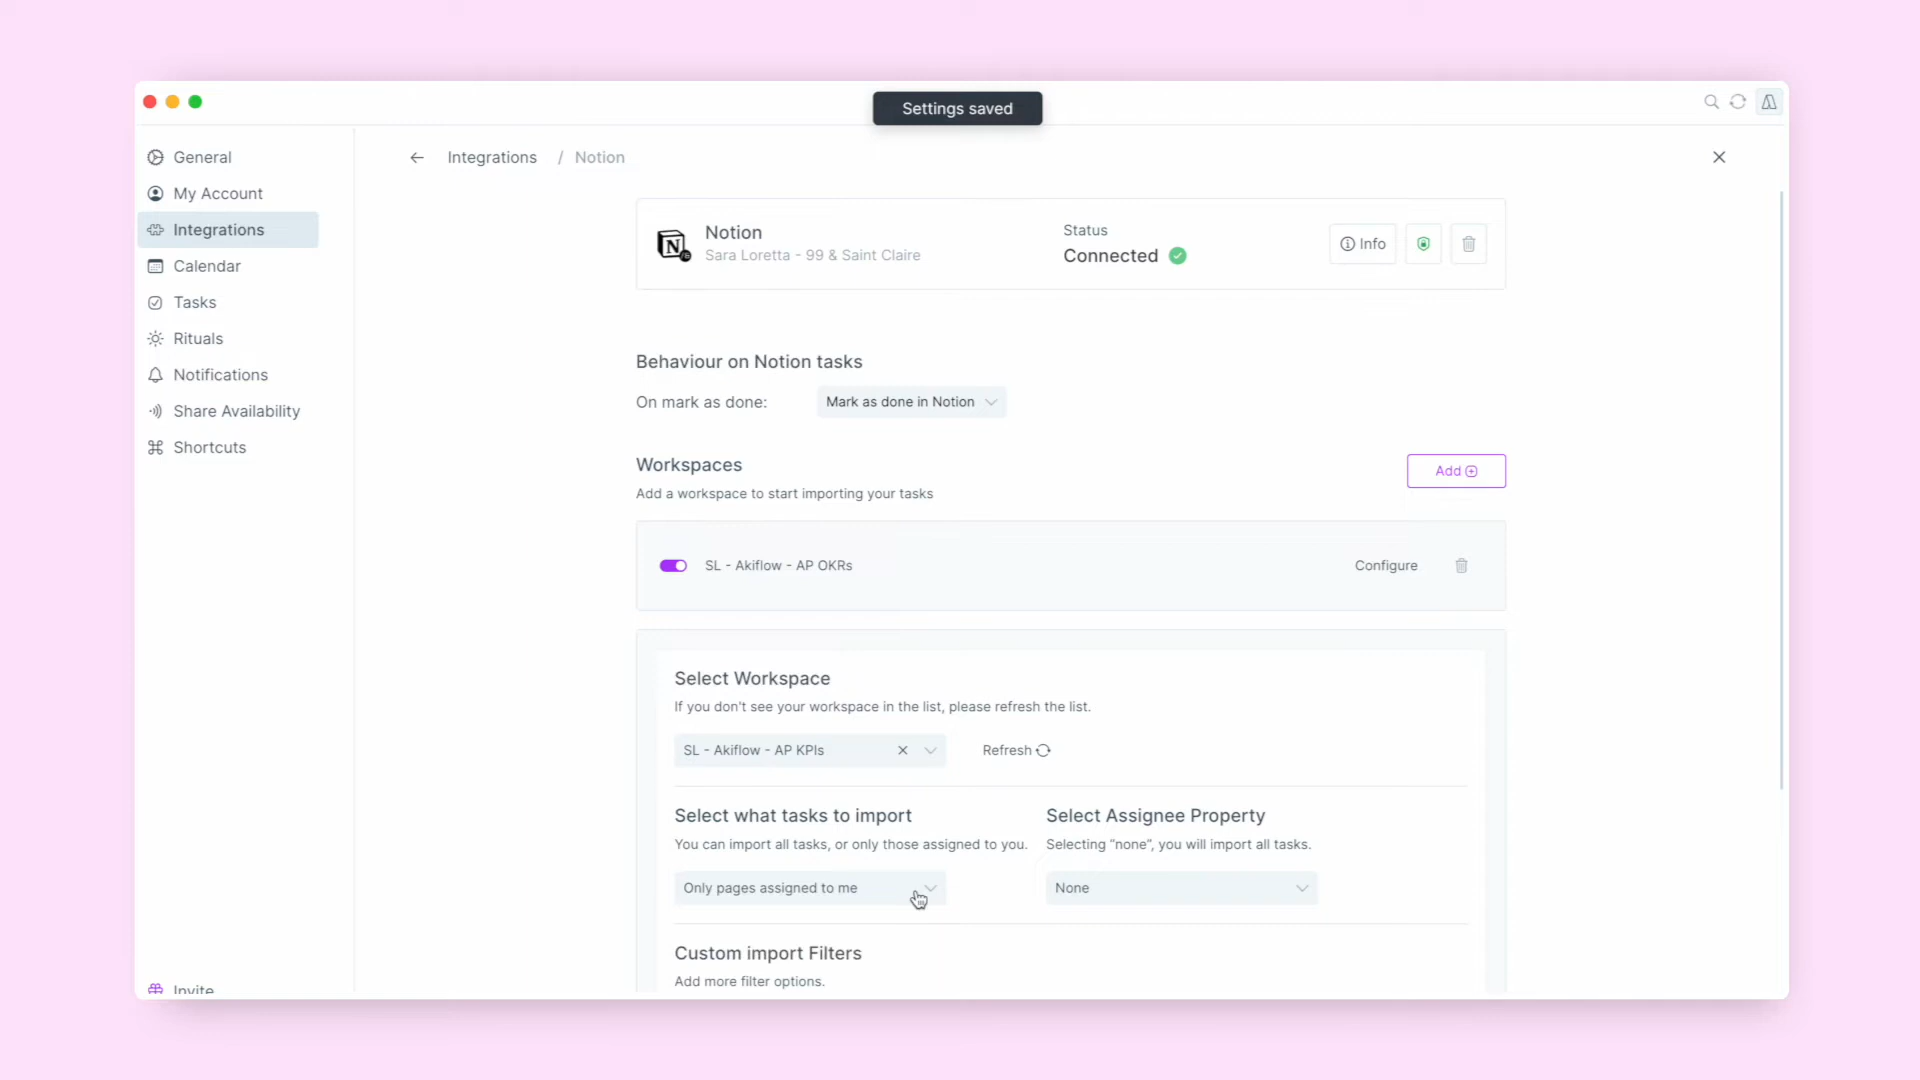 Settings saved
General
My Account
Integrations
Calendar
Tasks
Rituals
Notifications
Share Availability
Shortcuts
Invite
Integrations / Notion
Notion
Sara Loretta - 99 & Saint Claire
Status
Connected
Info
Behaviour on Notion tasks
On mark as done:
Mark as done in Notion
Workspaces
Add a workspace to start importing your tasks
Add
SL - Akiflow - AP OKRs
Configure
Select Workspace
If you don't see your workspace in the list, please refresh the list.
SL - Akiflow - AP KPIs
Refresh
Select what tasks to import
You can import all tasks, or only those assigned to you.
Only pages assigned to me
Select Assignee Property
Selecting "none", you will import all tasks.
None
Custom import Filters
Add more filter options.